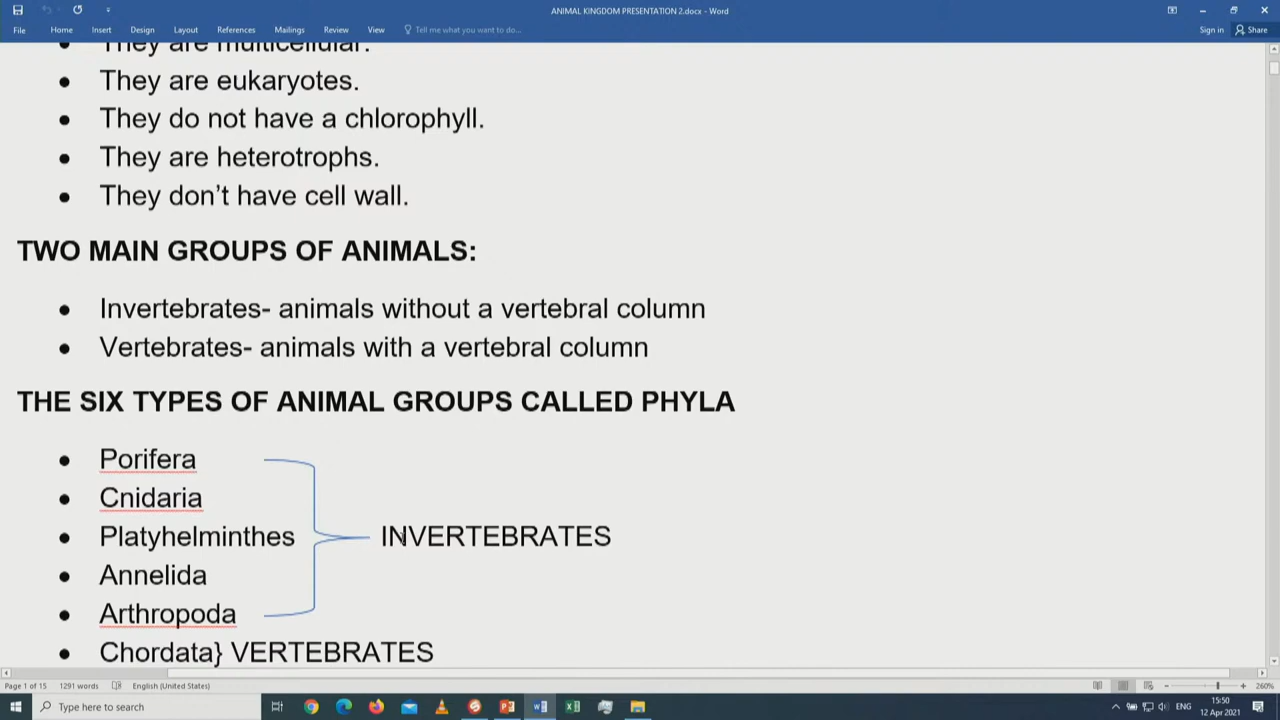 ANIMAL KINGDOM PRESENTATION 2.docx - Word
File Home Insert Design Layout References Mailings Review View Tell me what you want to do... Sign in Share
They are multicellular.
They are eukaryotes.
They do not have a chlorophyll.
They are heterotrophs.
They don't have cell wall.
TWO MAIN GROUPS OF ANIMALS:
Invertebrates- animals without a vertebral column
Vertebrates- animals with a vertebral column
THE SIX TYPES OF ANIMAL GROUPS CALLED PHYLA
Porifera
Cnidaria
Platyhelminthes INVERTEBRATES
Annelida
Arthropoda
Chordata} VERTEBRATES
Page 1 of 15 1291 words English (United States) 260%
Type here to search ENG 15:50
12 Apr 2021